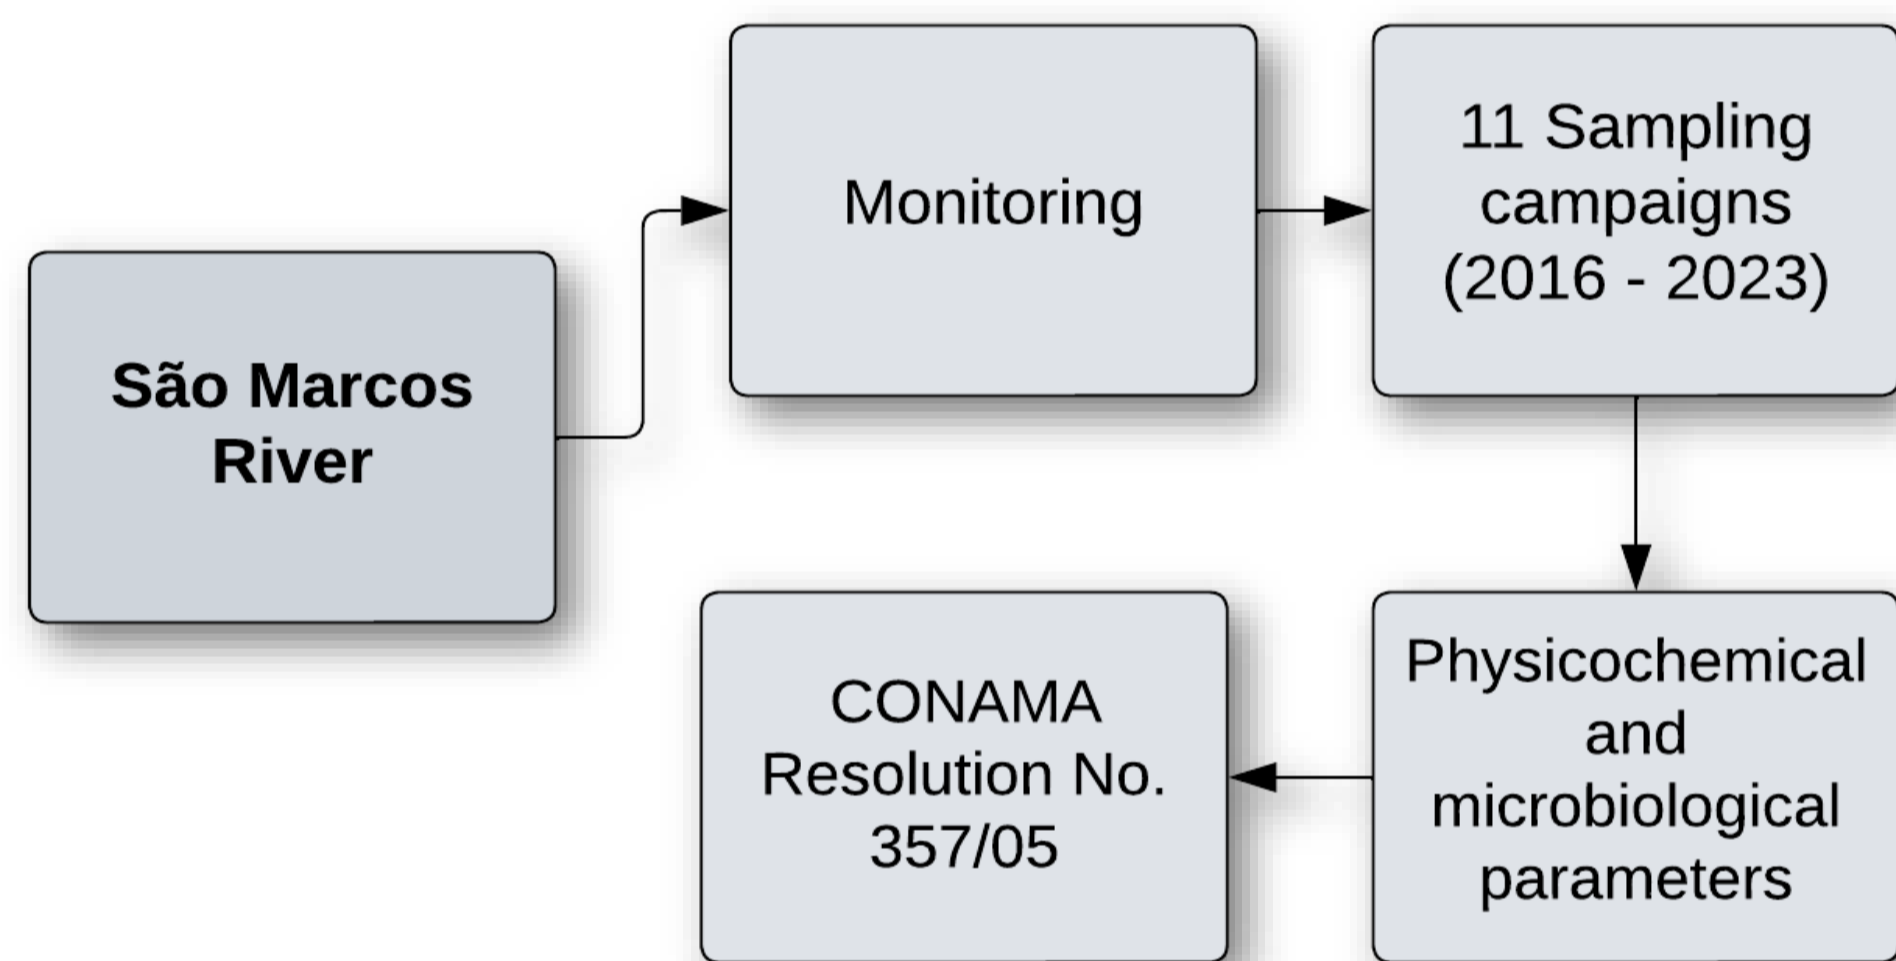 São Marcos
River
Monitoring
11 Sampling
campaigns
(2016 - 2023)
Physicochemical
and
microbiological
parameters
CONAMA
Resolution No.
357/05